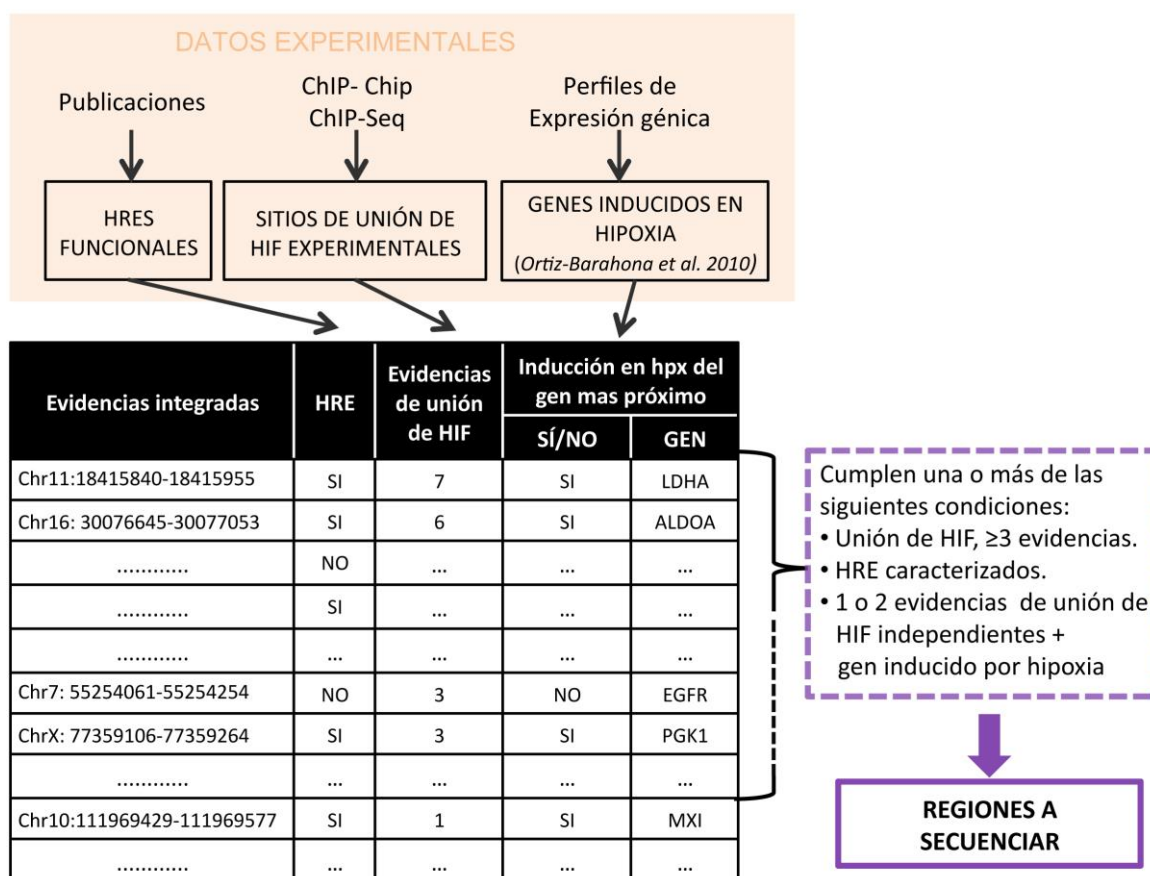 DATOS EXPERIMENTALES
Publicaciones
ChIP- Chip
ChIP-Seq
Perfiles de
Expresión génica
HRES
FUNCIONALES
SITIOS DE UNIÓN DE
HIF EXPERIMENTALES
GENES INDUCIDOS EN
HIPOXIA
(Ortiz-Barahona et al. 2010)
Evidencias integradas
HRE
Evidencias
de unión
de HIF
Inducción en hpx del
gen mas próximo
SÍ/NO
GEN
Chr11:18415840-18415955 SI 7 SI LDHA
Chr16: 30076645-30077053 SI 6 SI ALDOA
............ NO ... ... ...
............ SI ... ... ...
............ ... ... ... ...
Chr7: 55254061-55254254 NO 3 NO EGFR
ChrX: 77359106-77359264 SI 3 SI PGK1
............ ... ... ... ...
Chr10:111969429-111969577 SI 1 SI MXI
............ ... ... ... ...
Cumplen una o más de las
siguientes condiciones:
• Unión de HIF, ≥3 evidencias.
• HRE caracterizados.
• 1 o 2 evidencias de unión de
HIF independientes +
gen inducido por hipoxia
REGIONES A
SECUENCIAR